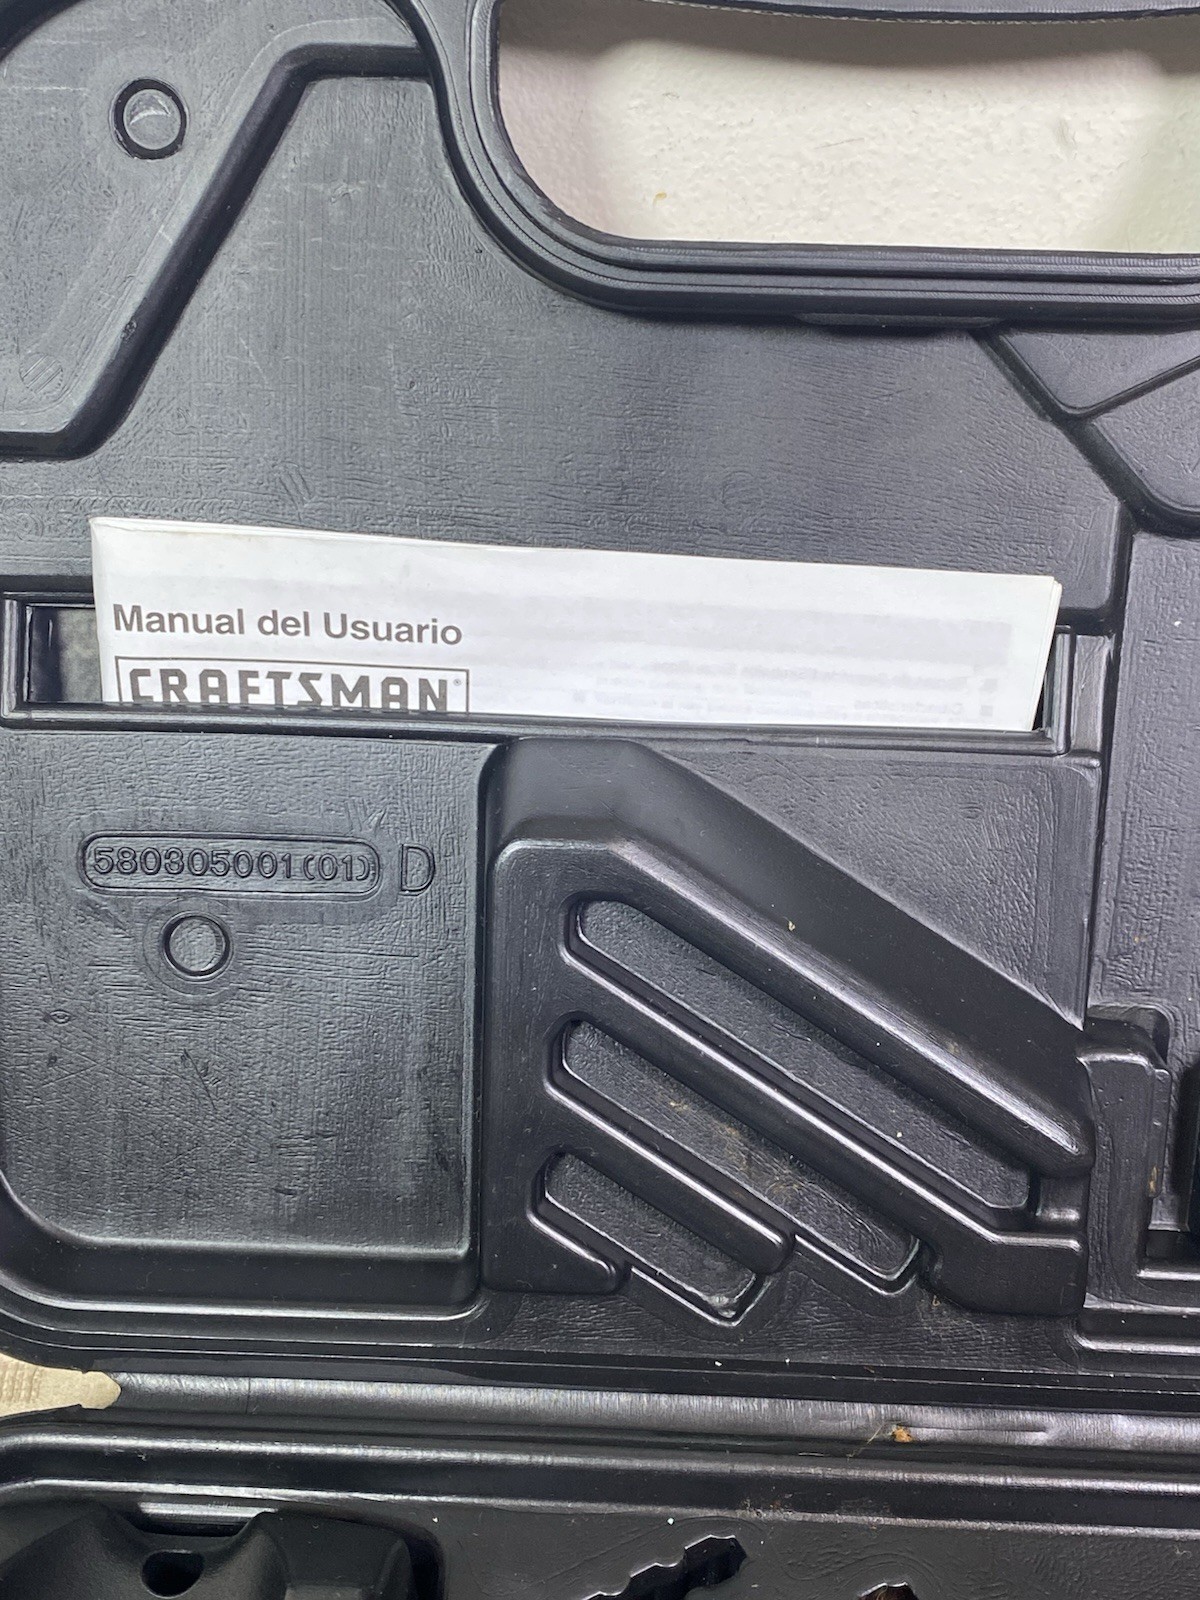 Manual del Usuario
CRAFTSMAN®
580305001(01) D